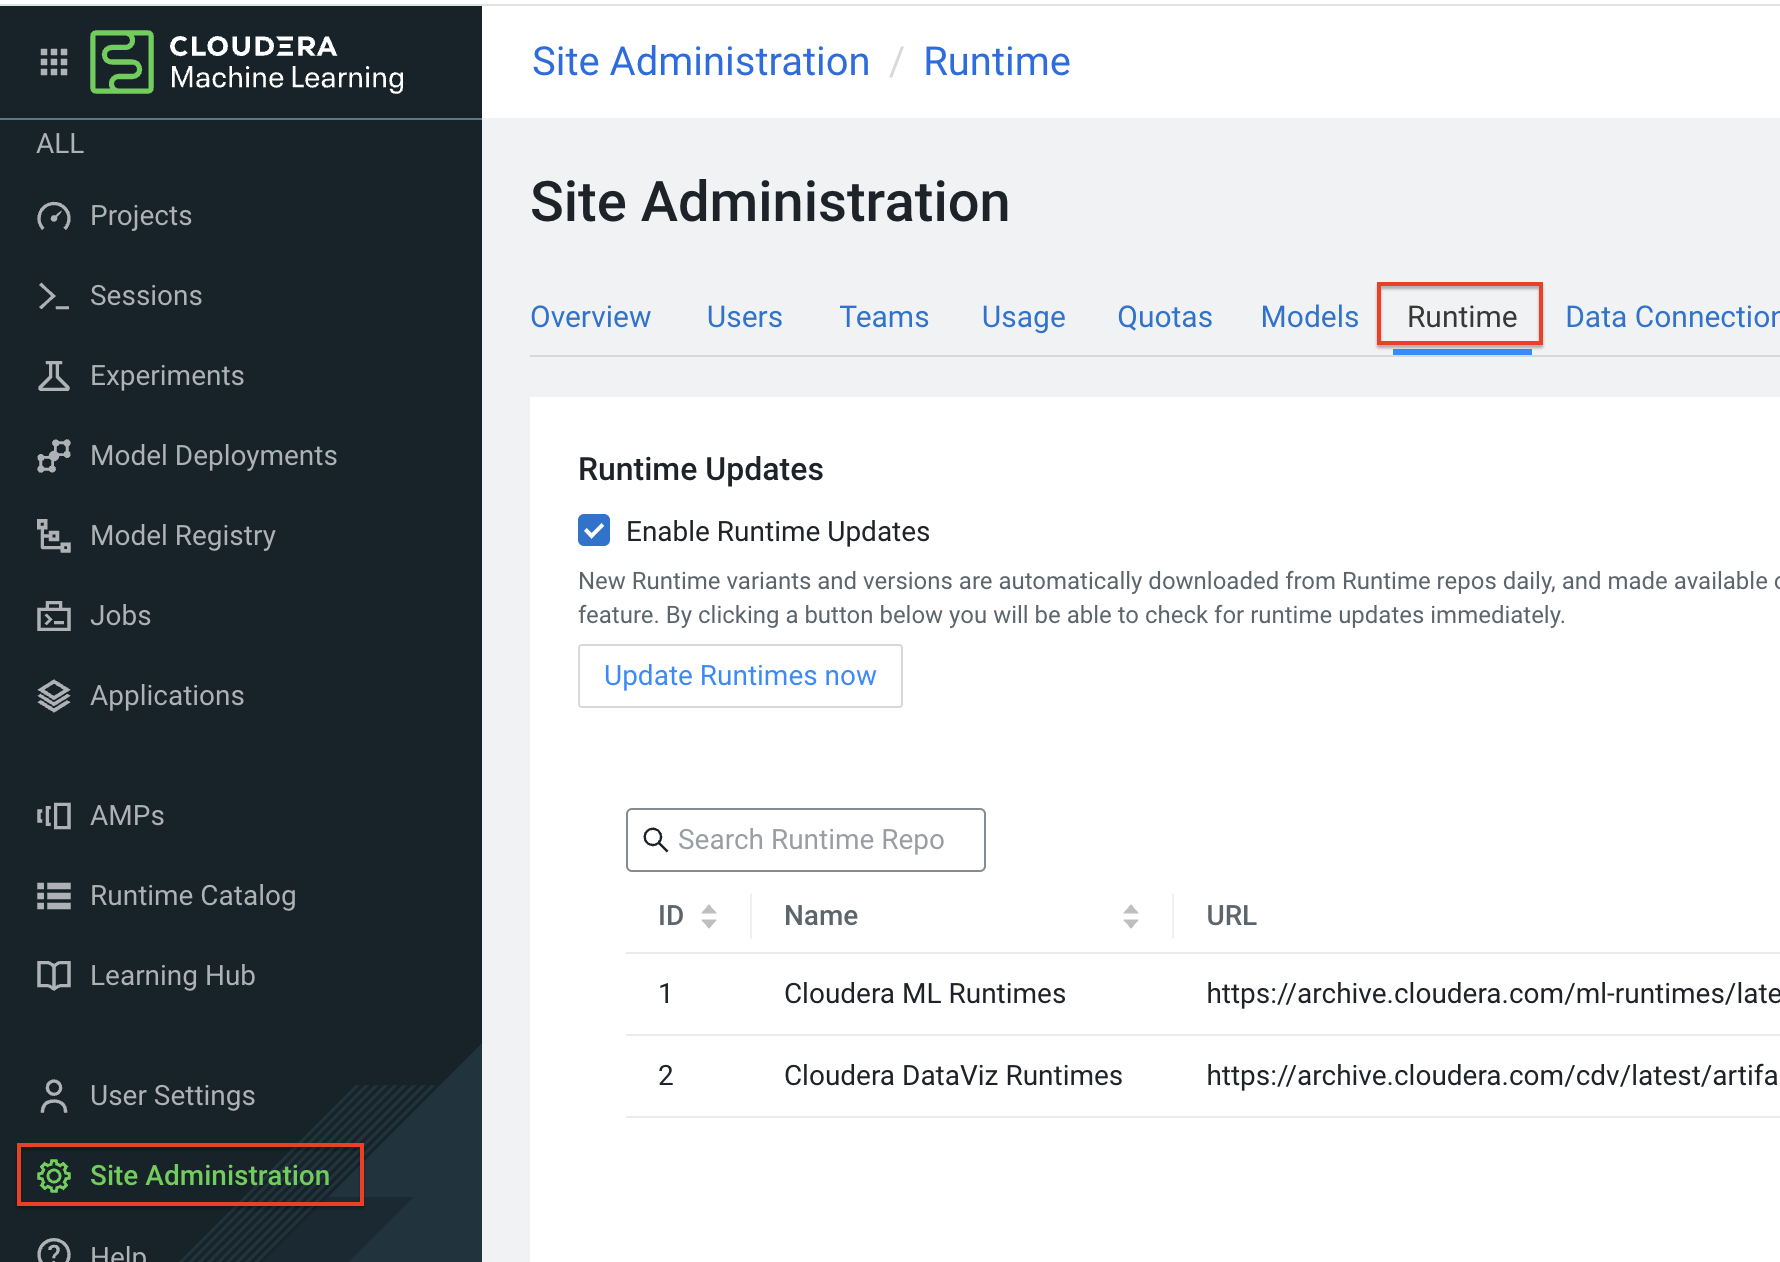 CLOUDERA
Machine Learning
ALL
Projects
Sessions
Experiments
Model Deployments
Model Registry
Jobs
Applications
AMPs
Runtime Catalog
Learning Hub
User Settings
Site Administration
Help
Site Administration / Runtime
Site Administration
Overview Users Teams Usage Quotas Models Runtime Data Connection
Runtime Updates
Enable Runtime Updates
New Runtime variants and versions are automatically downloaded from Runtime repos daily, and made available
feature. By clicking a button below you will be able to check for runtime updates immediately.
Update Runtimes now
Search Runtime Repo
ID Name URL
1 Cloudera ML Runtimes https://archive.cloudera.com/ml-runtimes/late
2 Cloudera DataViz Runtimes https://archive.cloudera.com/cdv/latest/artifa